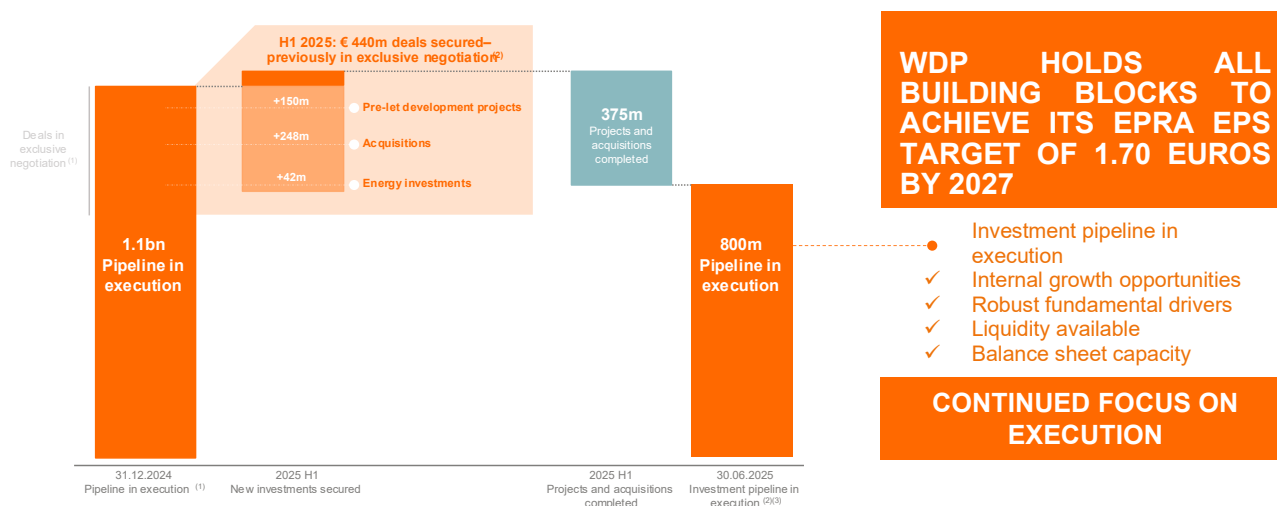 H1 2025: € 440m deals secured–
previously in exclusive negotiation(2)
+150m
Pre-let development projects
+248m
Acquisitions
+42m
Energy investments
Deals in
exclusive
negotiation (1)
1.1bn
Pipeline in
execution
375m
Projects and
acquisitions
completed
800m
Pipeline in
execution
31.12.2024
Pipeline in execution (1)
2025 H1
New investments secured
2025 H1
Projects and acquisitions
completed
30.06.2025
Investment pipeline in
execution (2)(3)
WDP HOLDS ALL
BUILDING BLOCKS TO
ACHIEVE ITS EPRA EPS
TARGET OF 1.70 EUROS
BY 2027
Investment pipeline in
execution
✓ Internal growth opportunities
✓ Robust fundamental drivers
✓ Liquidity available
✓ Balance sheet capacity
CONTINUED FOCUS ON
EXECUTION